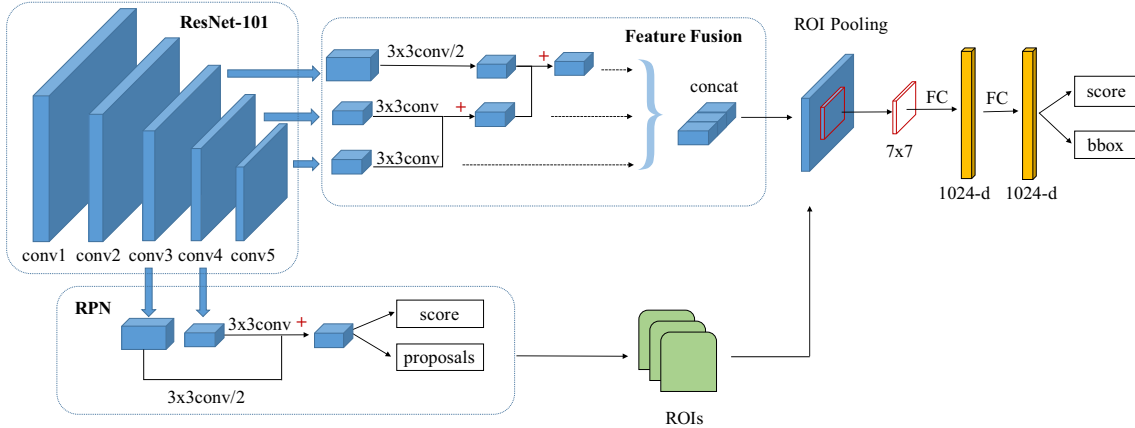 ResNet-101
conv1
conv2
conv3
conv4
conv5
Feature Fusion
3x3conv/2
+
3x3conv
+
3x3conv
concat
ROI Pooling
7x7
FC
FC
1024-d
1024-d
score
bbox
RPN
3x3conv
+
3x3conv/2
score
proposals
ROIs